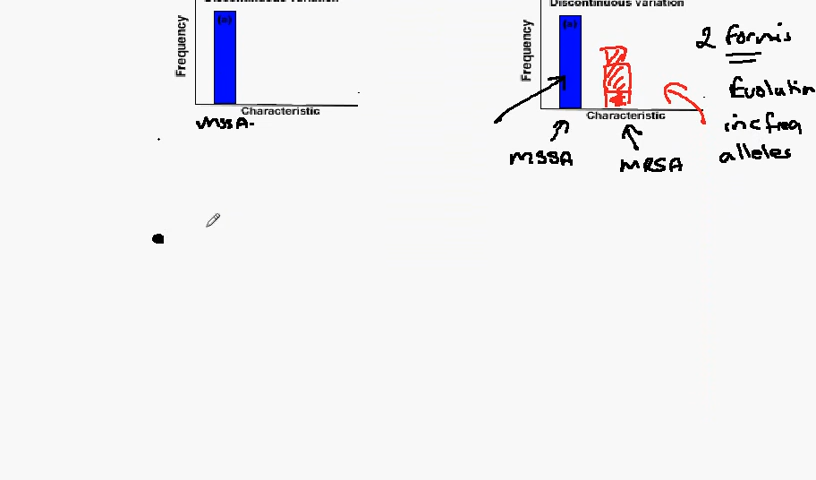 Discontinuous variation
Frequency
(a)
Characteristic
MSSA-
Discontinuous variation
Frequency
(a)
Characteristic
MSSA
MRSA
2 forms
Evolution
inc freq
alleles